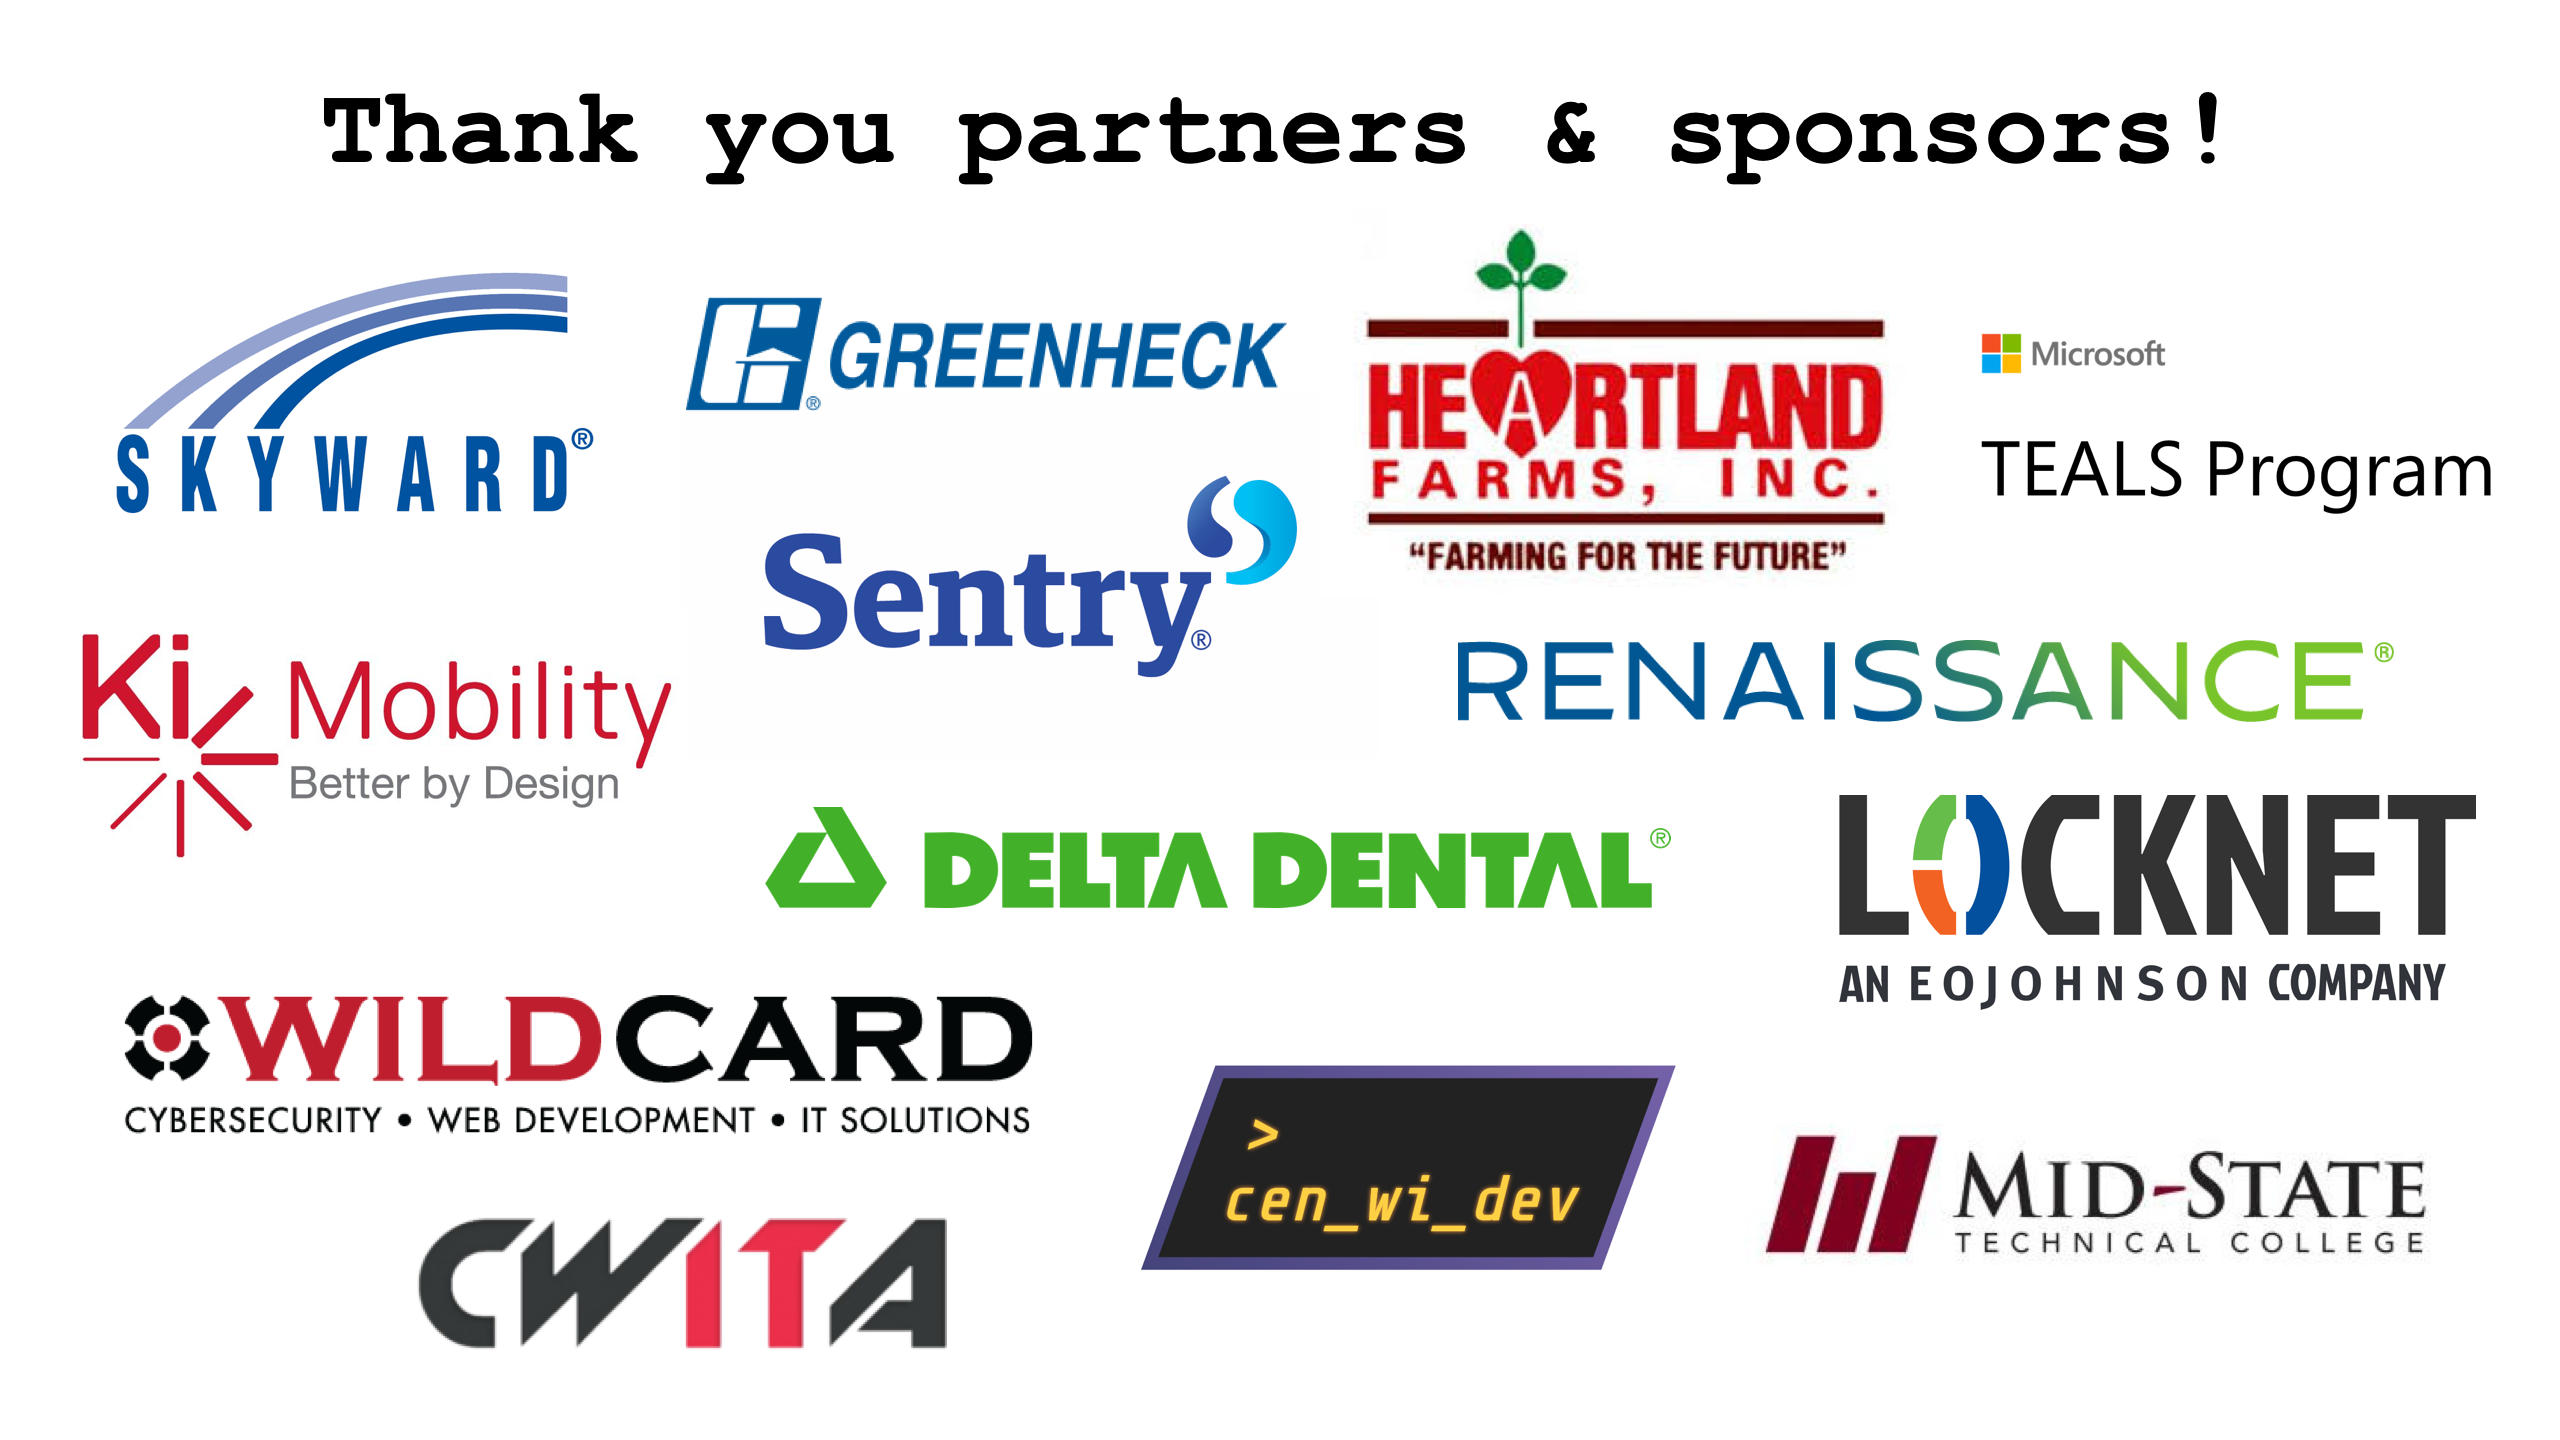 Thank you partners & sponsors!
SKYWARD®
GREENHECK
®
HEARTLAND
FARMS, INC.
"FARMING FOR THE FUTURE"
Microsoft
TEALS Program
Sentry
®
Ki Mobility
Better by Design
RENAISSANCE®
DELTA DENTAL®
LOCKNET
AN EOJOHNSON COMPANY
WILDCARD
CYBERSECURITY • WEB DEVELOPMENT • IT SOLUTIONS
>
cen_wi_dev
MID-STATE
TECHNICAL COLLEGE
CWITA